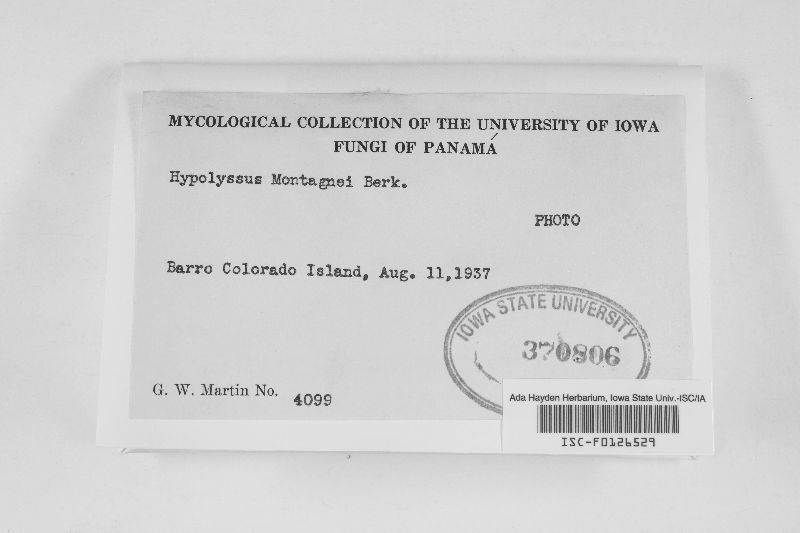 MYCOLOGICAL COLLECTION OF THE UNIVERSITY OF IOWA
FUNGI OF PANAMÁ
Hypolyssus Montagnei Berk.
PHOTO
Barro Colorado Island, Aug. 11,1937
IOWA STATE UNIVERSITY
370806
G. W. Martin No. 4099
Ada Hayden Herbarium, Iowa State Univ.-ISC/IA
ISC-F0126529